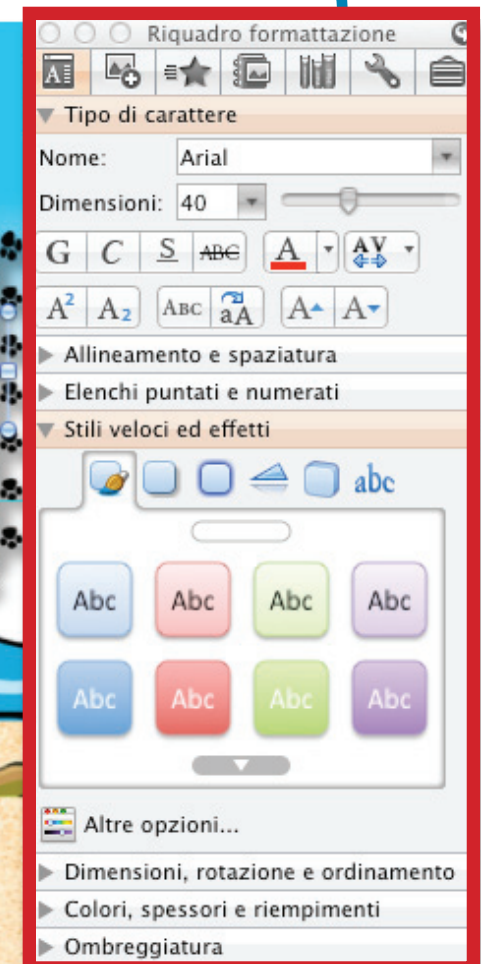 Riquadro formattazione
A
Tipo di carattere
Nome: Arial
Dimensioni: 40
G C S ABC A AV
A² A₂ ABC aA A A
Allineamento e spaziatura
Elenchi puntati e numerati
Stili veloci ed effetti
abc
Abc Abc Abc Abc
Abc Abc Abc Abc
Altre opzioni...
Dimensioni, rotazione e ordinamento
Colori, spessori e riempimenti
Ombreggiatura